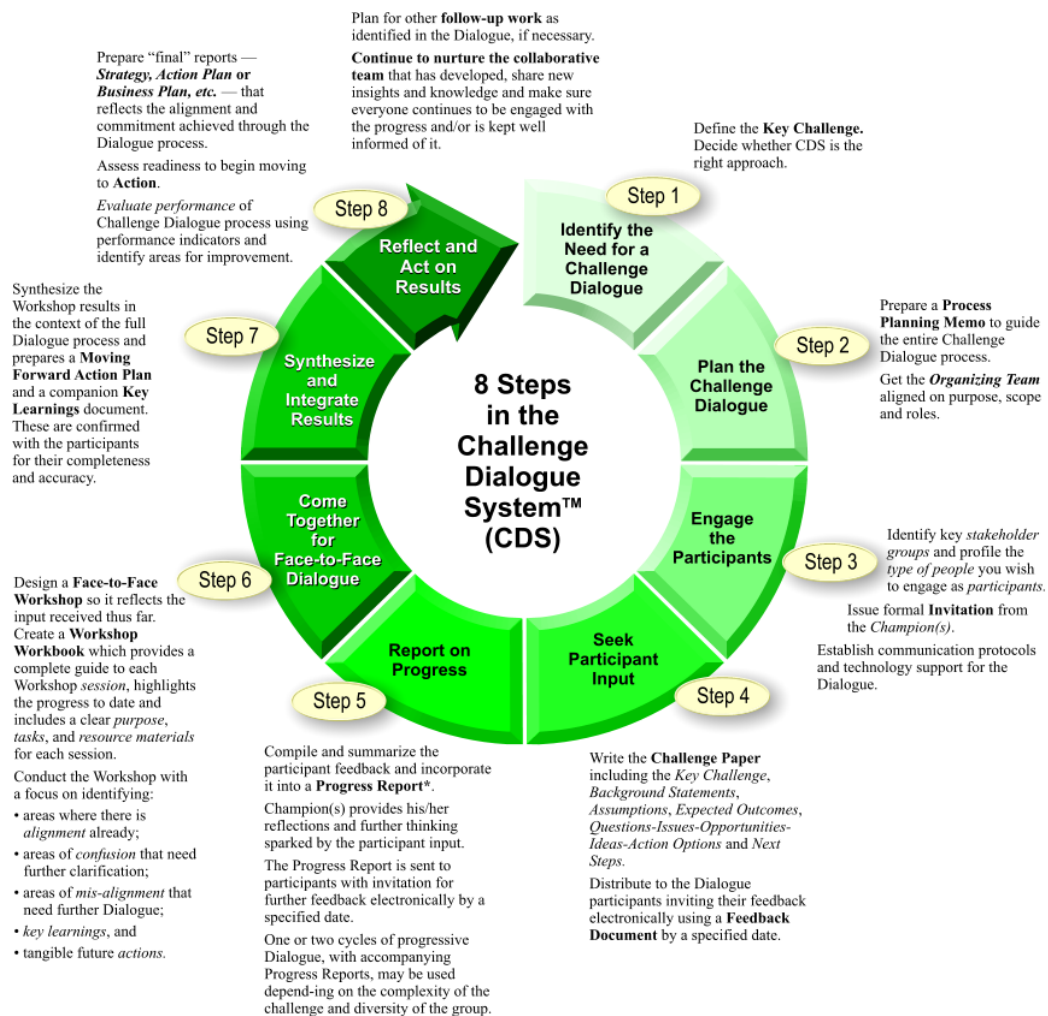 8 Steps
in the
Challenge
Dialogue
System™
(CDS)
Step 1
Identify the
Need for a
Challenge
Dialogue
Define the Key Challenge.
Decide whether CDS is the
right approach.
Step 2
Plan the
Challenge
Dialogue
Prepare a Process
Planning Memo to guide
the entire Challenge
Dialogue process.
Get the Organizing Team
aligned on purpose, scope
and roles.
Step 3
Engage
the
Participants
Identify key stakeholder
groups and profile the
type of people you wish
to engage as participants.
Issue formal Invitation from
the Champion(s).
Establish communication protocols
and technology support for the
Dialogue.
Step 4
Seek
Participant
Input
Write the Challenge Paper
including the Key Challenge,
Background Statements,
Assumptions, Expected Outcomes,
Questions-Issues-Opportunities-
Ideas-Action Options and Next
Steps.
Distribute to the Dialogue
participants inviting their feedback
electronically using a Feedback
Document by a specified date.
Step 5
Report on
Progress
Compile and summarize the
participant feedback and incorporate
it into a Progress Report*.
Champion(s) provides his/her
reflections and further thinking
sparked by the participant input.
The Progress Report is sent to
participants with invitation for
further feedback electronically by a
specified date.
One or two cycles of progressive
Dialogue, with accompanying
Progress Reports, may be used
depend-ing on the complexity of the
challenge and diversity of the group.
Step 6
Come
Together
for
Face-to-Face
Dialogue
Design a Face-to-Face
Workshop so it reflects the
input received thus far.
Create a Workshop
Workbook which provides a
complete guide to each
Workshop session, highlights
the progress to date and
includes a clear purpose,
tasks, and resource materials
for each session.
Conduct the Workshop with
a focus on identifying:
• areas where there is
alignment already;
• areas of confusion that need
further clarification;
• areas of mis-alignment that
need further Dialogue;
• key learnings, and
• tangible future actions.
Step 7
Synthesize
and
Integrate
Results
Synthesize the
Workshop results in
the context of the full
Dialogue process and
prepares a Moving
Forward Action Plan
and a companion Key
Learnings document.
These are confirmed
with the participants
for their completeness
and accuracy.
Step 8
Reflect and
Act on
Results
Prepare “final” reports —
Strategy, Action Plan or
Business Plan, etc. — that
reflects the alignment and
commitment achieved through the
Dialogue process.
Assess readiness to begin moving
to Action.
Evaluate performance of
Challenge Dialogue process using
performance indicators and
identify areas for improvement.
Plan for other follow-up work as
identified in the Dialogue, if necessary.
Continue to nurture the collaborative
team that has developed, share new
insights and knowledge and make sure
everyone continues to be engaged with
the progress and/or is kept well
informed of it.